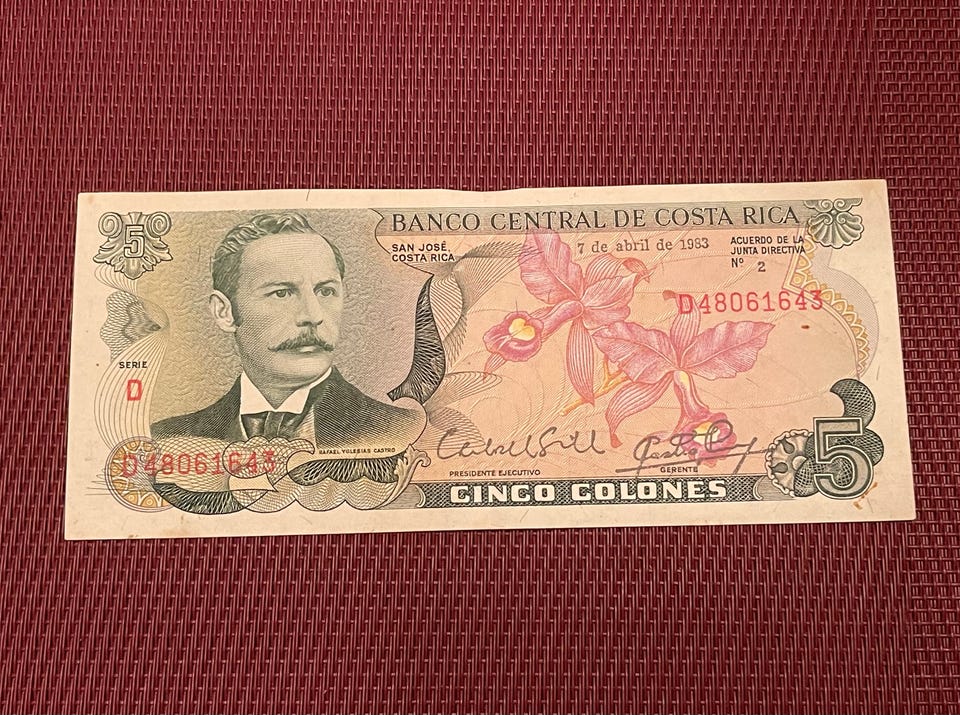 5
BANCO CENTRAL DE COSTA RICA
SAN JOSÉ,
COSTA RICA
7 de abril de 1983
ACUERDO DE LA
JUNTA DIRECTIVA
Nº 2
D48061643
SERIE
D
RAFAEL YGLESIAS CASTRO
D48061643
PRESIDENTE EJECUTIVO
GERENTE
CINCO COLONES
5